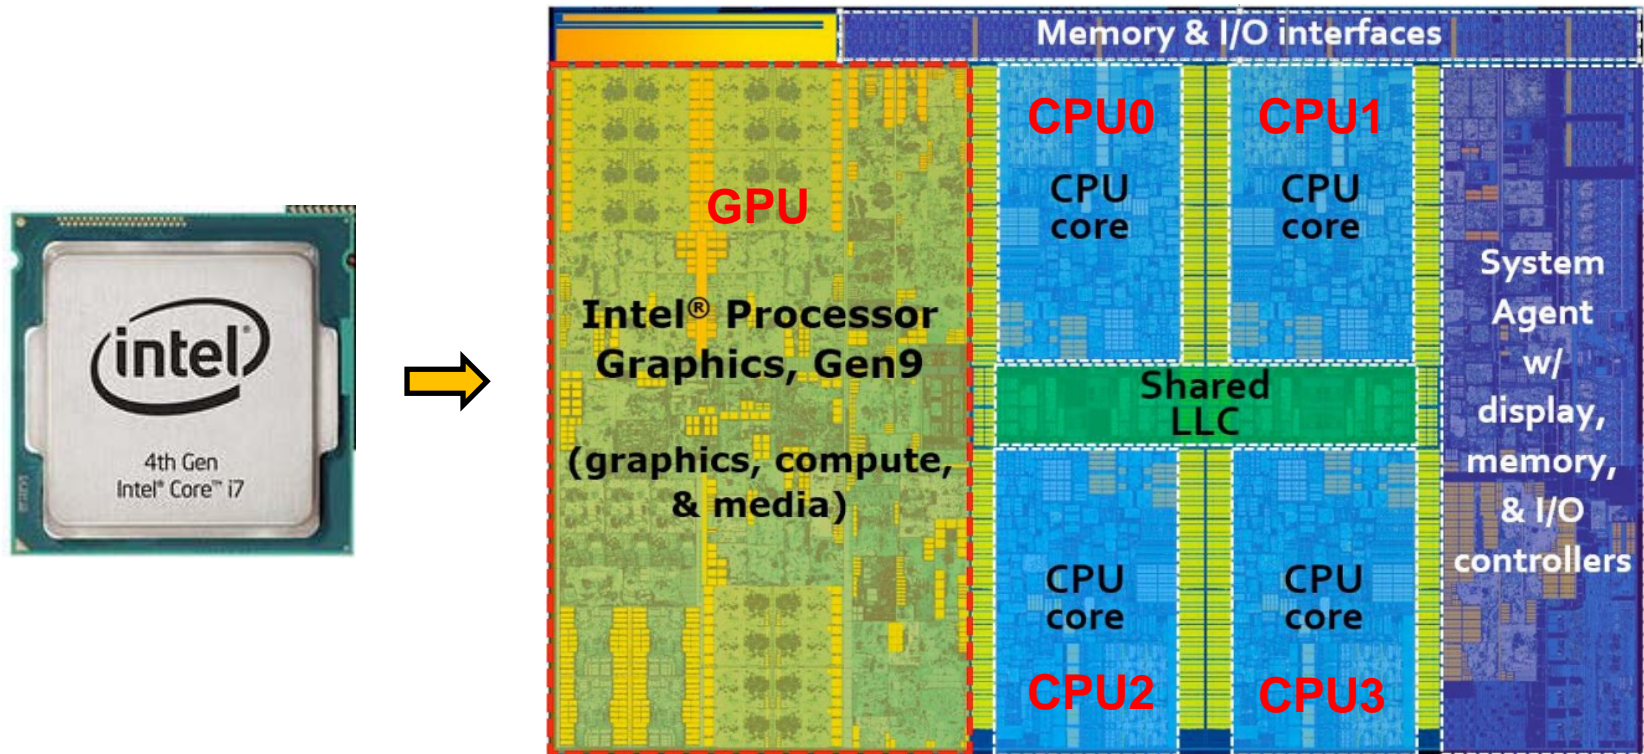 intel®
4th Gen
Intel® Core™ i7
Memory & I/O interfaces
GPU
Intel® Processor
Graphics, Gen9
(graphics, compute,
& media)
CPU0
CPU
core
CPU1
CPU
core
Shared
LLC
CPU
core
CPU2
CPU
core
CPU3
System
Agent
w/
display,
memory,
& I/O
controllers